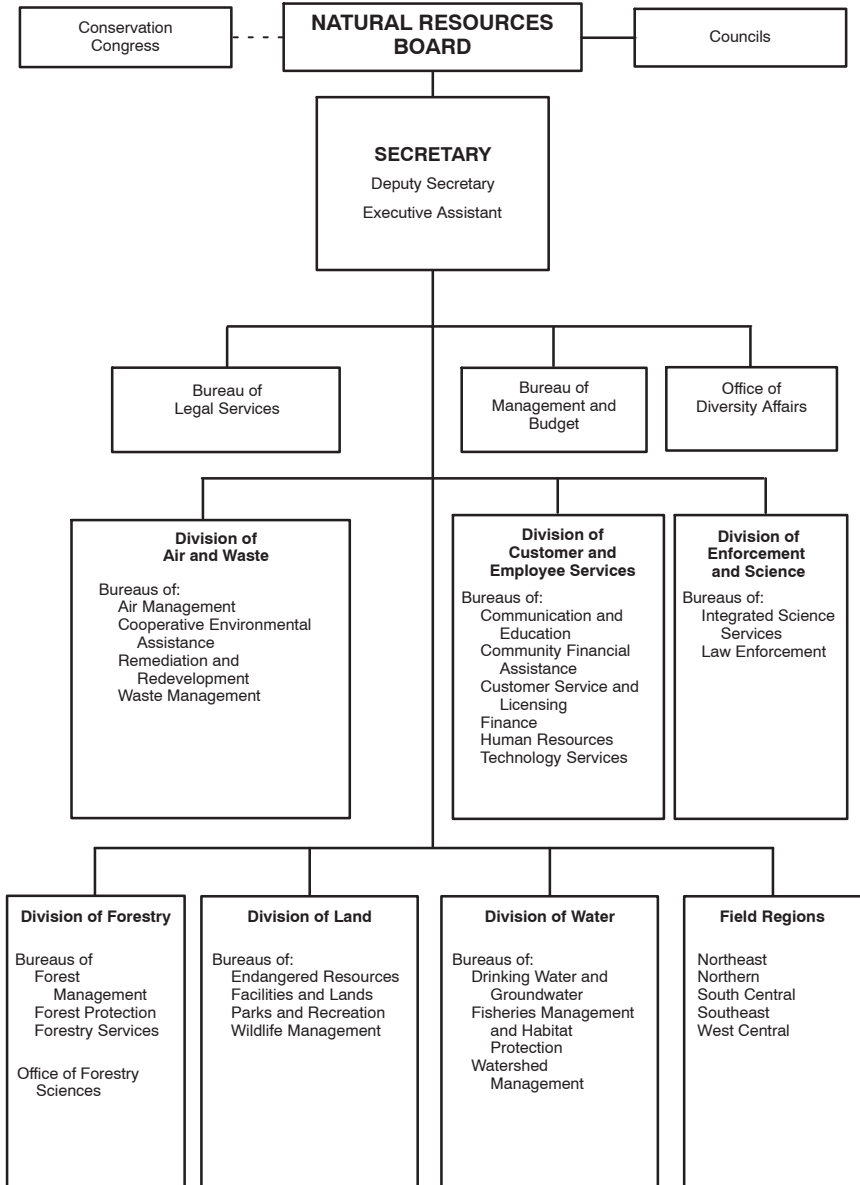 Conservation
Congress
NATURAL RESOURCES
BOARD
Councils
SECRETARY
Deputy Secretary
Executive Assistant
Bureau of
Legal Services
Bureau of
Management and
Budget
Office of
Diversity Affairs
Division of
Air and Waste
Bureaus of:
Air Management
Cooperative Environmental
Assistance
Remediation and
Redevelopment
Waste Management
Division of
Customer and
Employee Services
Bureaus of:
Communication and
Education
Community Financial
Assistance
Customer Service and
Licensing
Finance
Human Resources
Technology Services
Division of
Enforcement
and Science
Bureaus of:
Integrated Science
Services
Law Enforcement
Division of Forestry
Bureaus of
Forest
Management
Forest Protection
Forestry Services
Office of Forestry
Sciences
Division of Land
Bureaus of:
Endangered Resources
Facilities and Lands
Parks and Recreation
Wildlife Management
Division of Water
Bureaus of:
Drinking Water and
Groundwater
Fisheries Management
and Habitat
Protection
Watershed
Management
Field Regions
Northeast
Northern
South Central
Southeast
West Central